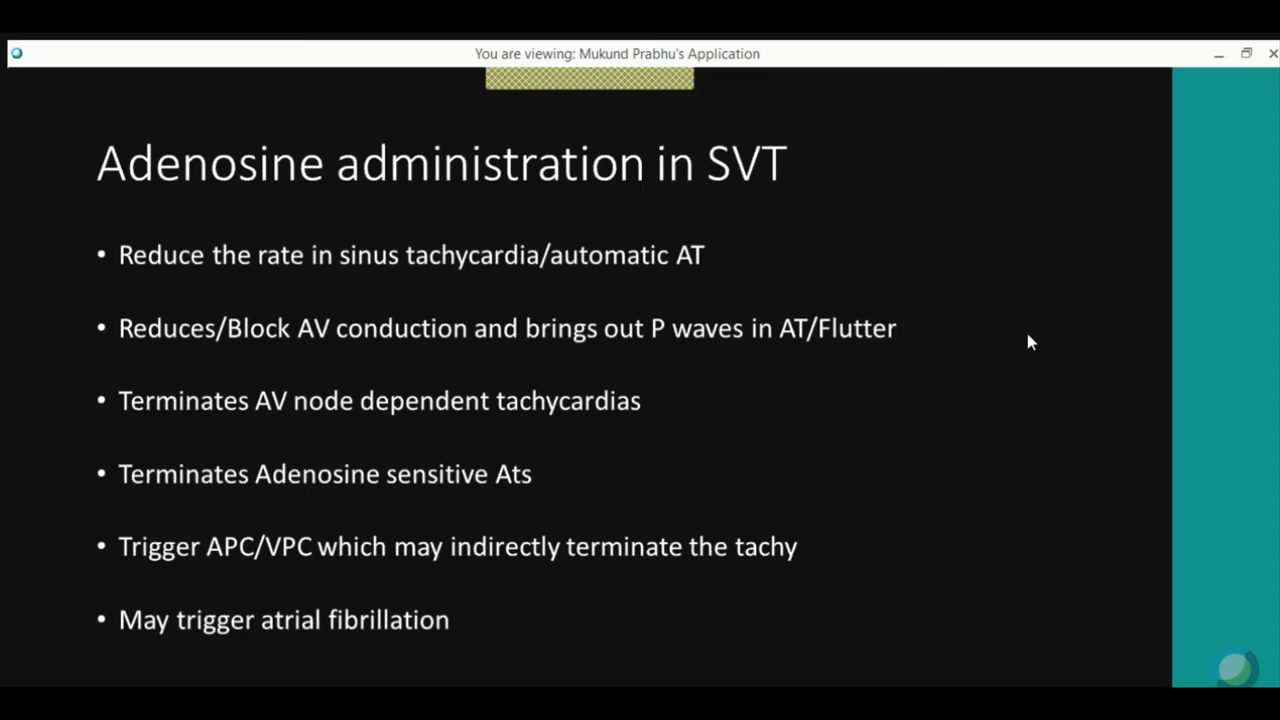 You are viewing: Mukund Prabhu's Application
Adenosine administration in SVT
• Reduce the rate in sinus tachycardia/automatic AT
• Reduces/Block AV conduction and brings out P waves in AT/Flutter
• Terminates AV node dependent tachycardias
• Terminates Adenosine sensitive Ats
• Trigger APC/VPC which may indirectly terminate the tachy
• May trigger atrial fibrillation